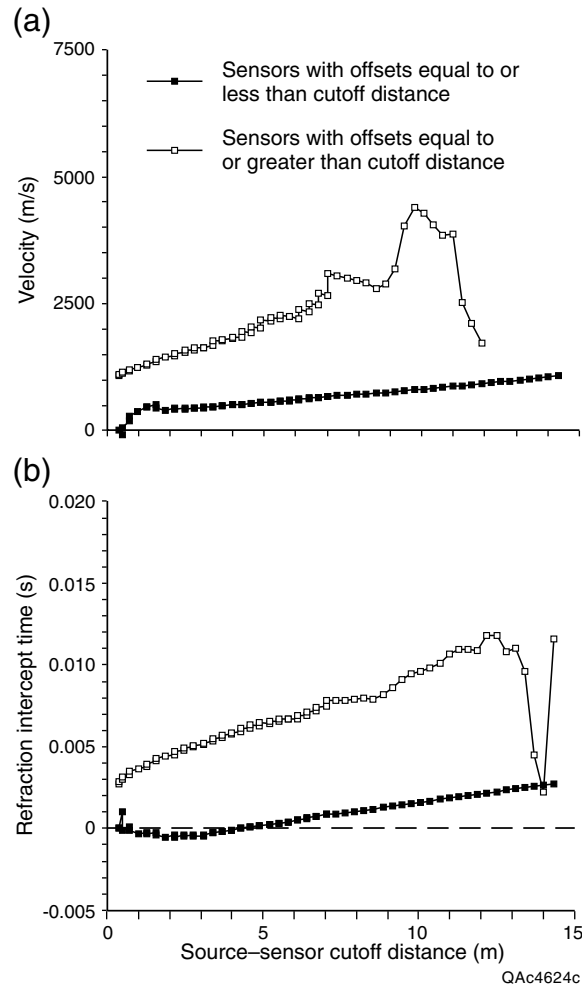 (a)
7500
5000
2500
0
Velocity (m/s)
Sensors with offsets equal to or
less than cutoff distance
Sensors with offsets equal to
or greater than cutoff distance
(b)
0.020
0.015
0.010
0.005
0
-0.005
Refraction intercept time (s)
0
5
10
15
Source–sensor cutoff distance (m)
QAc4624c